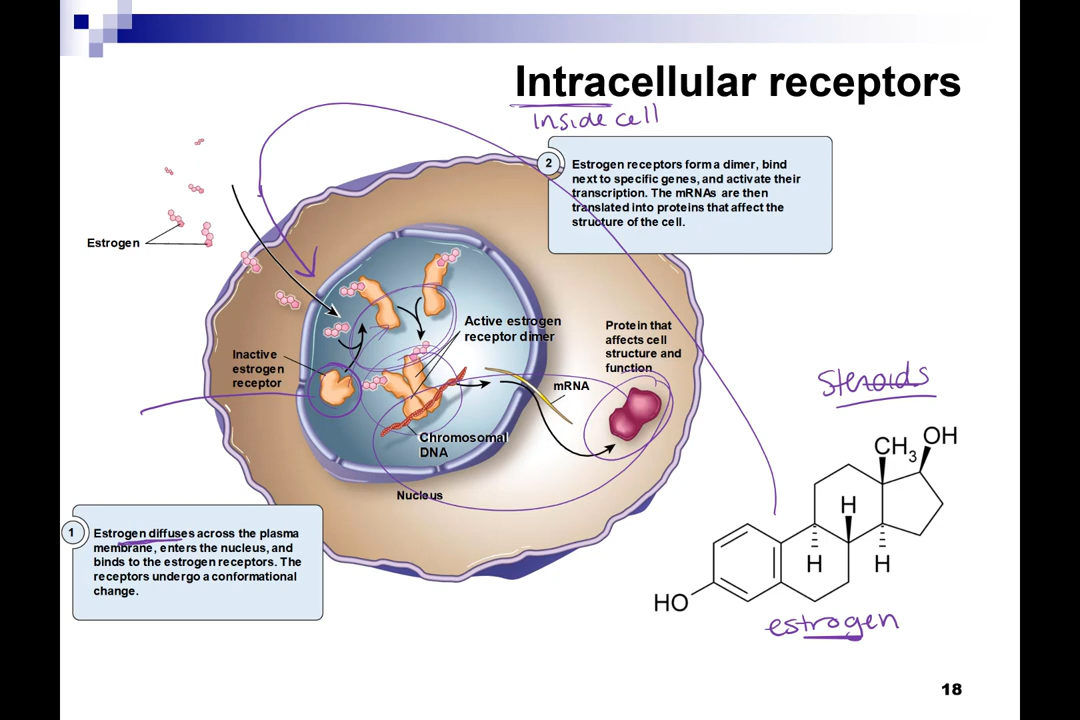 Intracellular receptors
inside cell
2
Estrogen receptors form a dimer, bind
next to specific genes, and activate their
transcription. The mRNAs are then
translated into proteins that affect the
structure of the cell.
Estrogen
Active estrogen
receptor dimer
Protein that
affects cell
structure and
function
Inactive
estrogen
receptor
mRNA
steroids
Chromosomal
DNA
Nucleus
1
Estrogen diffuses across the plasma
membrane, enters the nucleus, and
binds to the estrogen receptors. The
receptors undergo a conformational
change.
CH3
OH
H
H
H
HO
estrogen
18